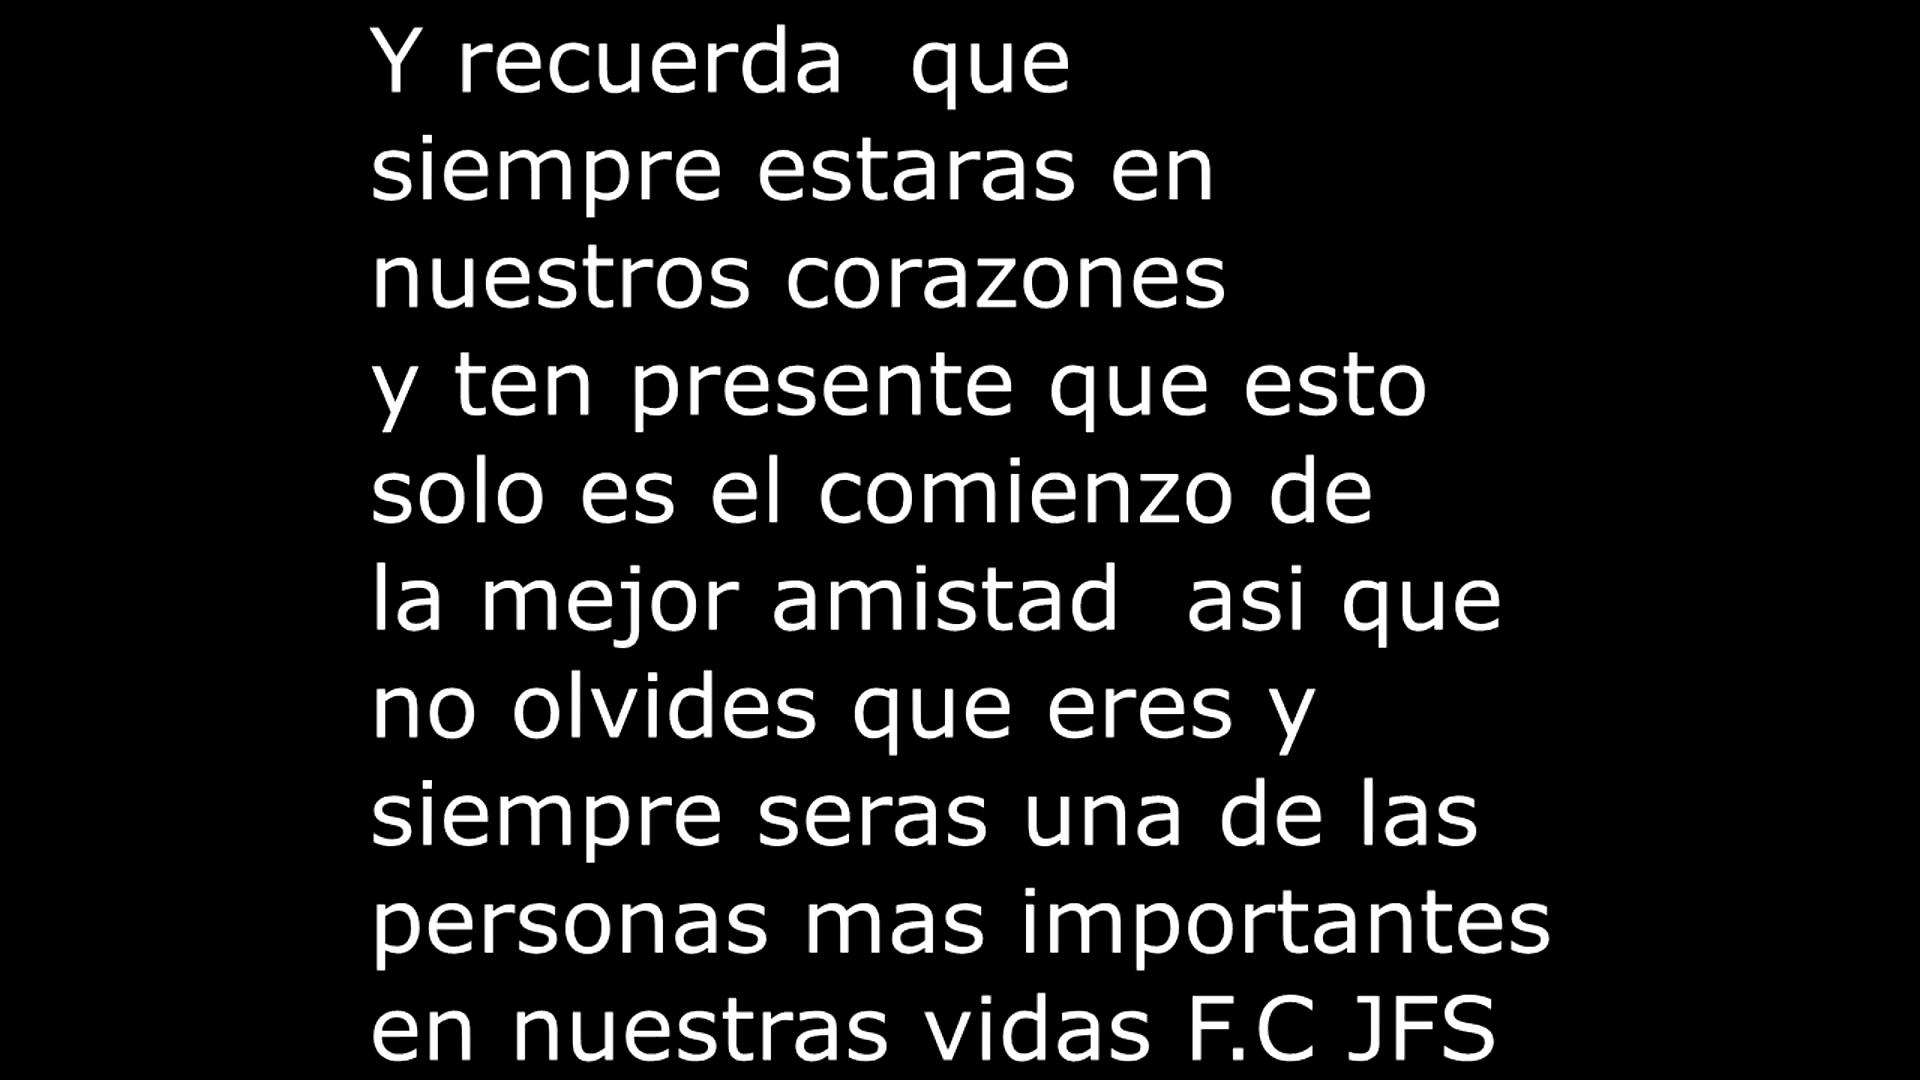 Y recuerda  que
siempre estaras en
nuestros corazones
y ten presente que esto
solo es el comienzo de
la mejor amistad  asi que
no olvides que eres y
siempre seras una de las
personas mas importantes
en nuestras vidas F.C JFS